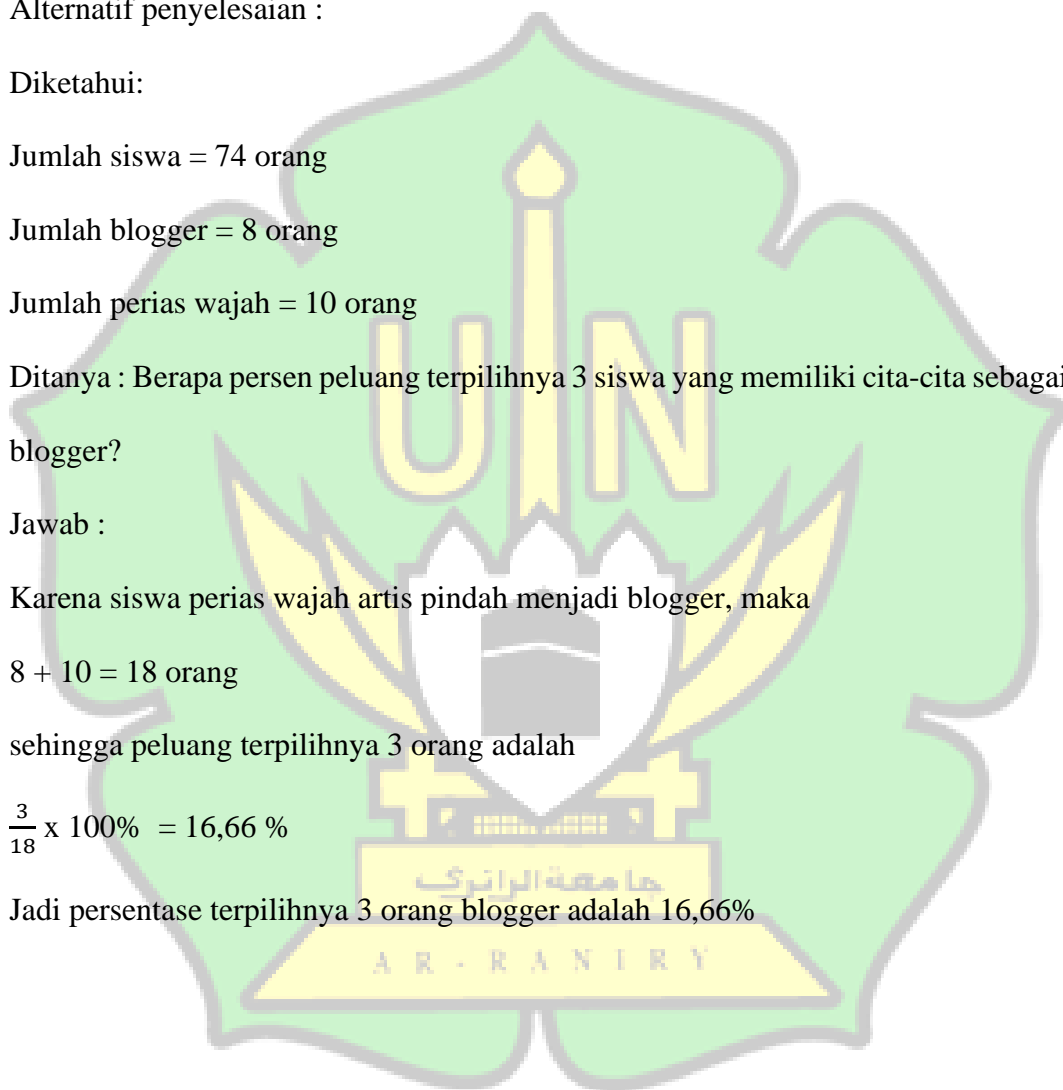 Alternatif penyelesaian :
Diketahui:
Jumlah siswa = 74 orang
Jumlah blogger = 8 orang
Jumlah perias wajah = 10 orang
Ditanya : Berapa persen peluang terpilihnya 3 siswa yang memiliki cita-cita sebagai
blogger?
Jawab :
Karena siswa perias wajah artis pindah menjadi blogger, maka
8 + 10 = 18 orang
sehingga peluang terpilihnya 3 orang adalah
3/18 x 100% = 16,66 %
Jadi persentase terpilihnya 3 orang blogger adalah 16,66%
UIN
جامعة الرانري
AR-RANIRY